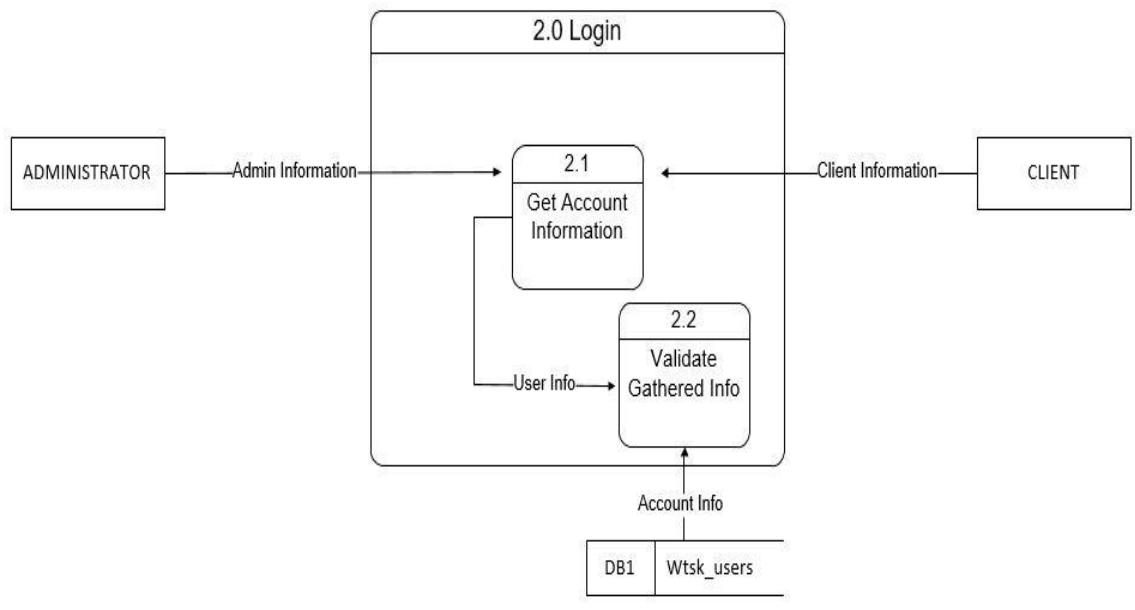 2.0 Login
ADMINISTRATOR
Admin Information
2.1
Get Account
Information
Client Information
CLIENT
2.2
Validate
Gathered Info
User Info
Account Info
DB1
Wtsk_users